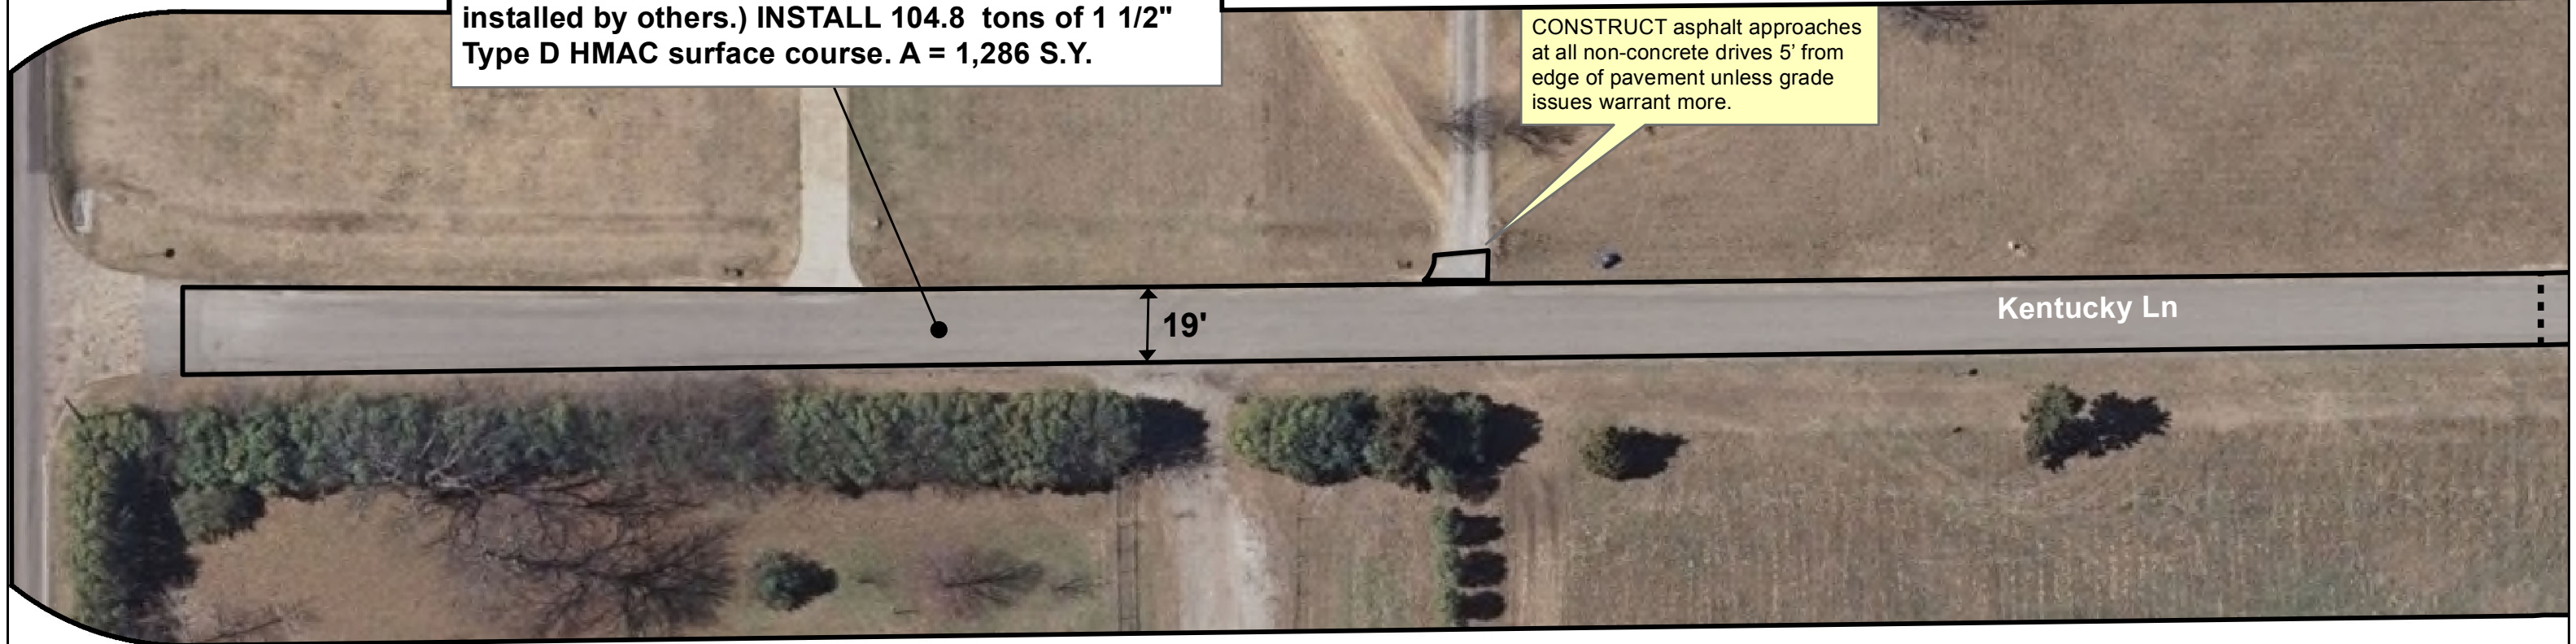 installed by others.) INSTALL 104.8  tons of 1 1/2"
Type D HMAC surface course. A = 1,286 S.Y.
CONSTRUCT asphalt approaches
at all non-concrete drives 5’ from
edge of pavement unless grade
issues warrant more.
Kentucky Ln
19'